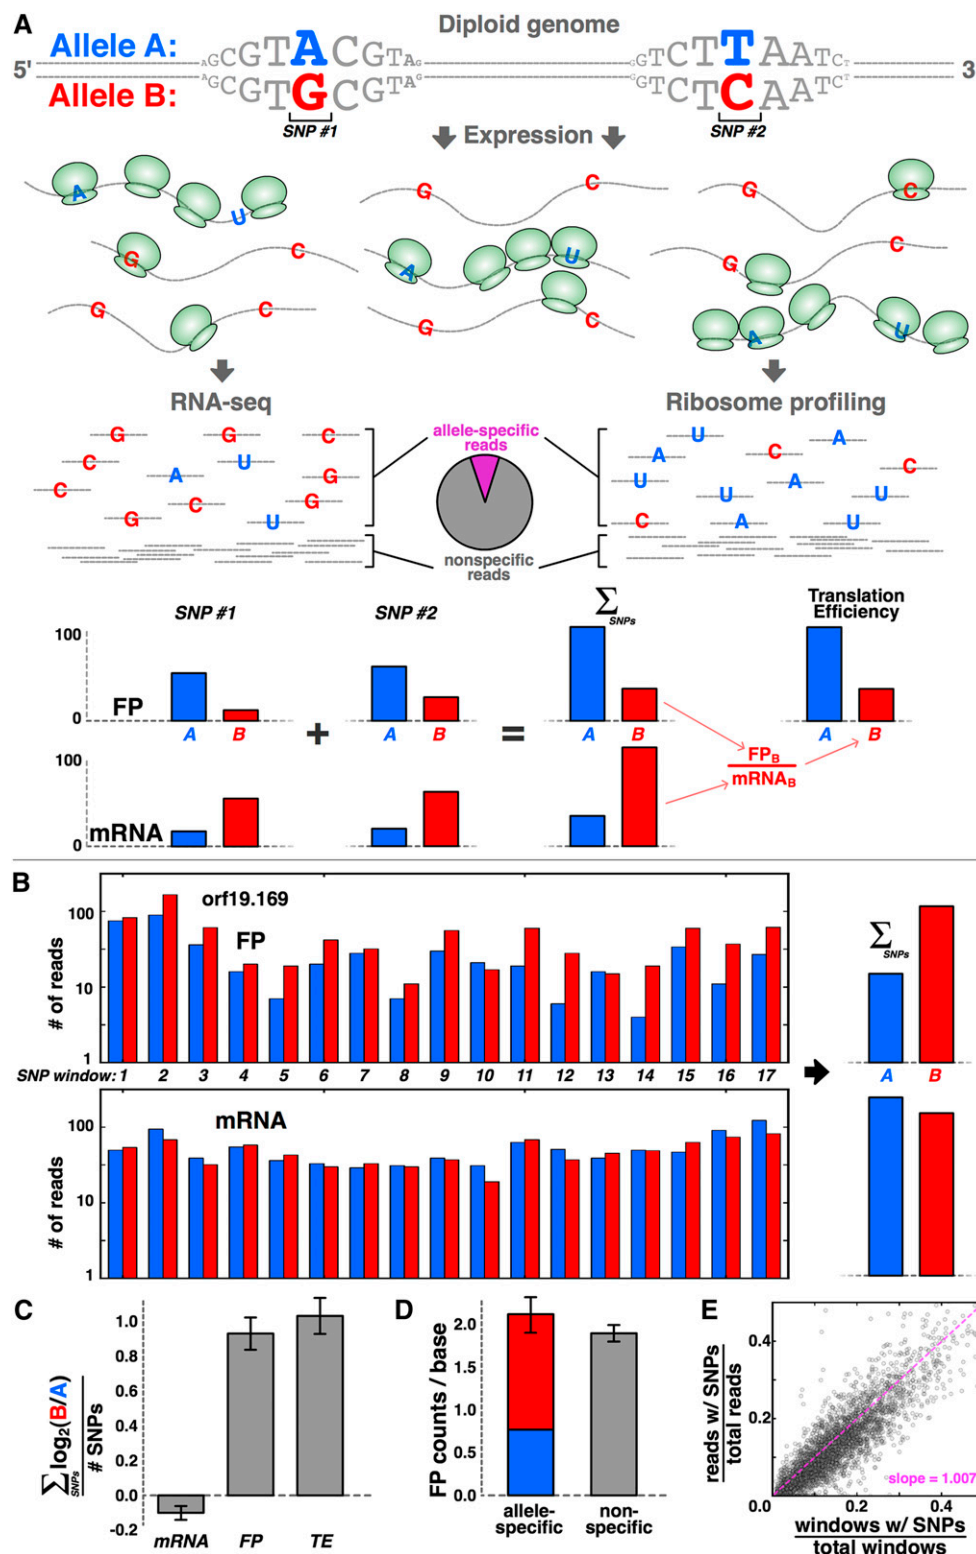 A
Diploid genome
Allele A:
AGCGTACGTAG
GTCTTAATCT
5'
3
Allele B:
AGCGTGCGTAG
GTCTCAATCT
SNP #1
SNP #2
Expression
A
U
G
C
G
C
G
C
A
U
G
C
G
C
G
C
A
U
RNA-seq
Ribosome profiling
allele-specific
reads
G G C
C A U G
C C G
G U
U A
A C C
U U A U
C A U
nonspecific
reads
SNP #1
SNP #2
Σ
SNPs
Translation
Efficiency
100
FP
0
A B
+
A B
=
A B
A B
FPB
mRNAB
100
mRNA
0
B
orf19.169
FP
# of reads
100
10
1
SNP window: 1 2 3 4 5 6 7 8 9 10 11 12 13 14 15 16 17
Σ
SNPs
A B
mRNA
# of reads
100
10
1
C
Σ log2(B/A)
SNPs
# SNPs
1.0
0.8
0.6
0.4
0.2
0.0
-0.2
mRNA FP TE
D
FP counts / base
2.0
1.5
1.0
0.5
0.0
allele-
specific
non-
specific
E
reads w/ SNPs
total reads
0.4
0.2
0.0
0.2
0.4
slope = 1.007
windows w/ SNPs
total windows